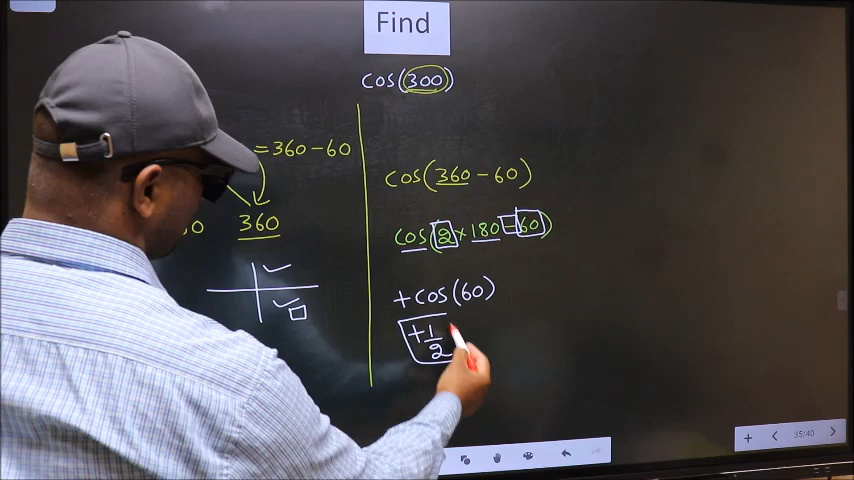 Find
cos(300)
= 360 - 60
360
cos(360 - 60)
cos(2 × 180 - 60)
+ cos(60)
+ 1/2
35/40